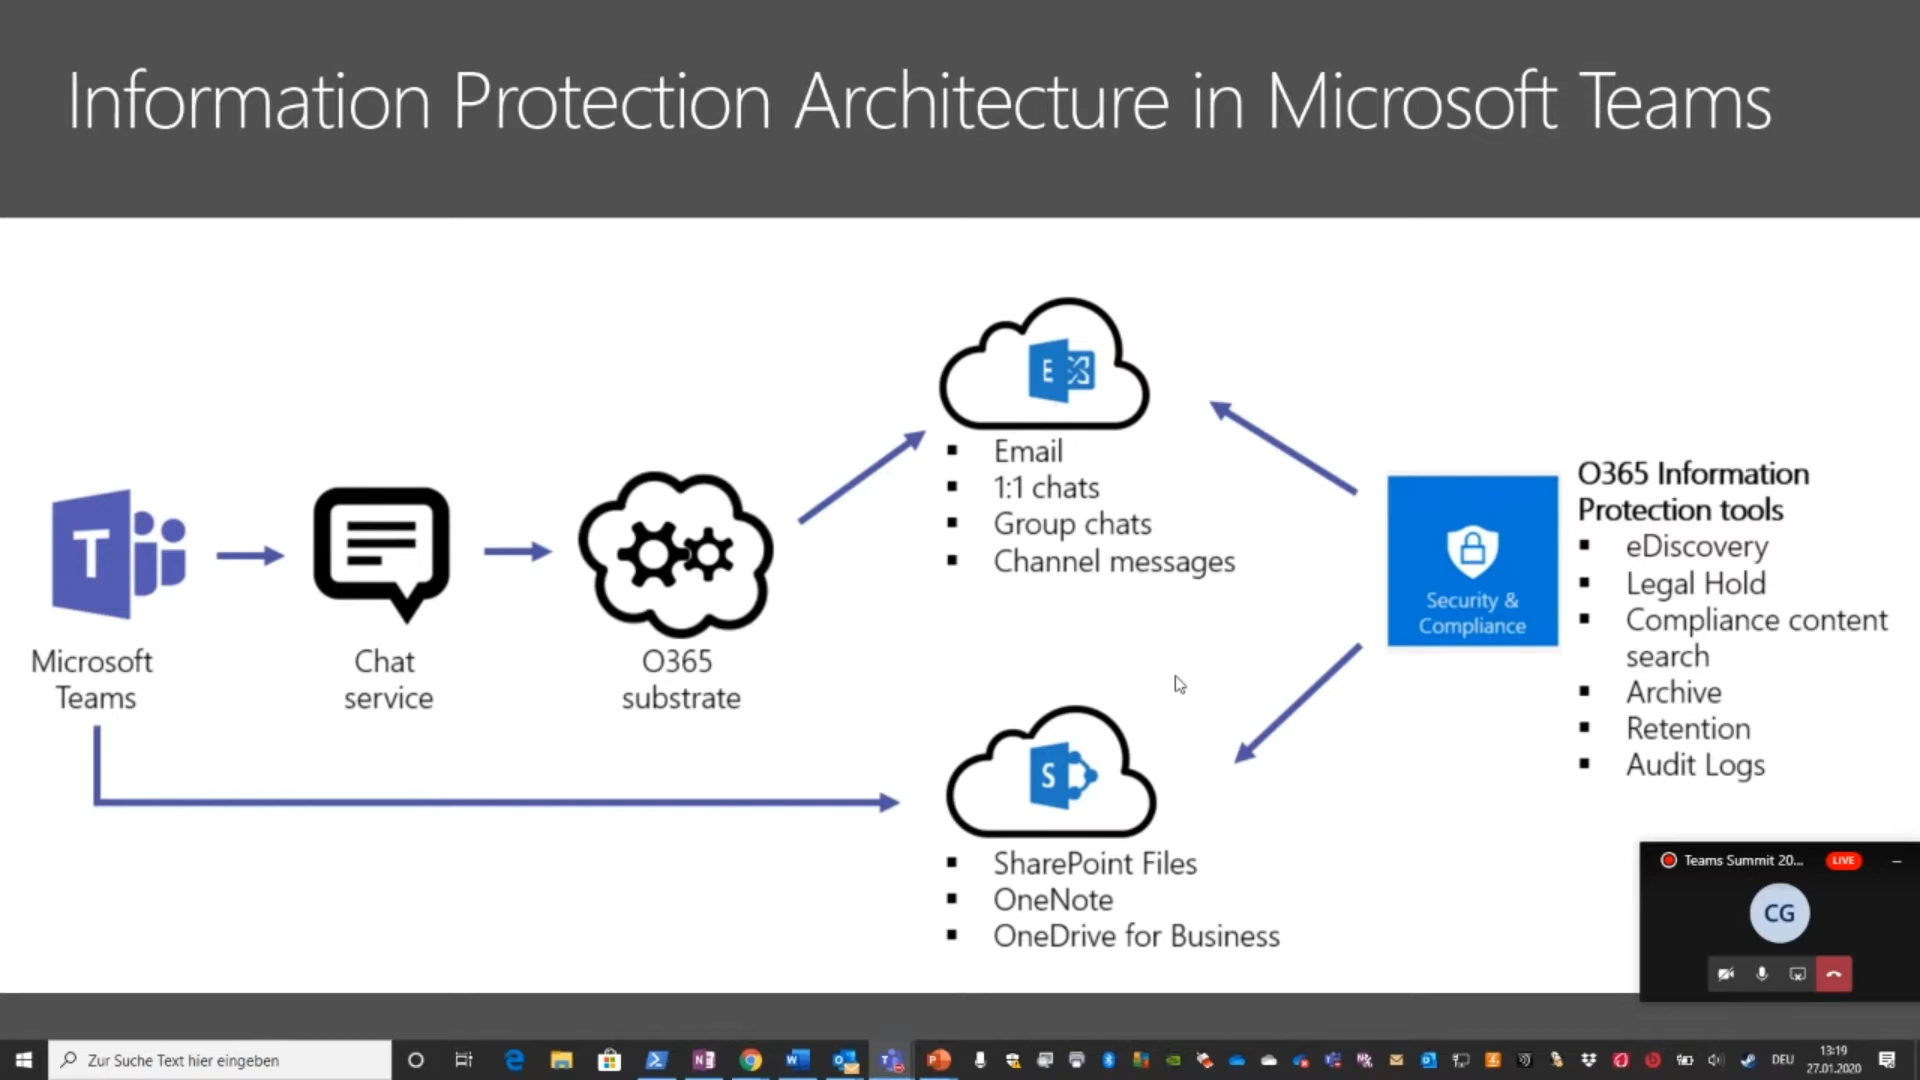 Information Protection Architecture in Microsoft Teams
E
Email
1:1 chats
Group chats
Channel messages
T
Microsoft
Teams
Chat
service
O365
substrate
Security &
Compliance
O365 Information
Protection tools
eDiscovery
Legal Hold
Compliance content
search
Archive
Retention
Audit Logs
S
SharePoint Files
OneNote
OneDrive for Business
Teams Summit 20...
LIVE
CG
Zur Suche Text hier eingeben
DEU
13:19
27.01.2020